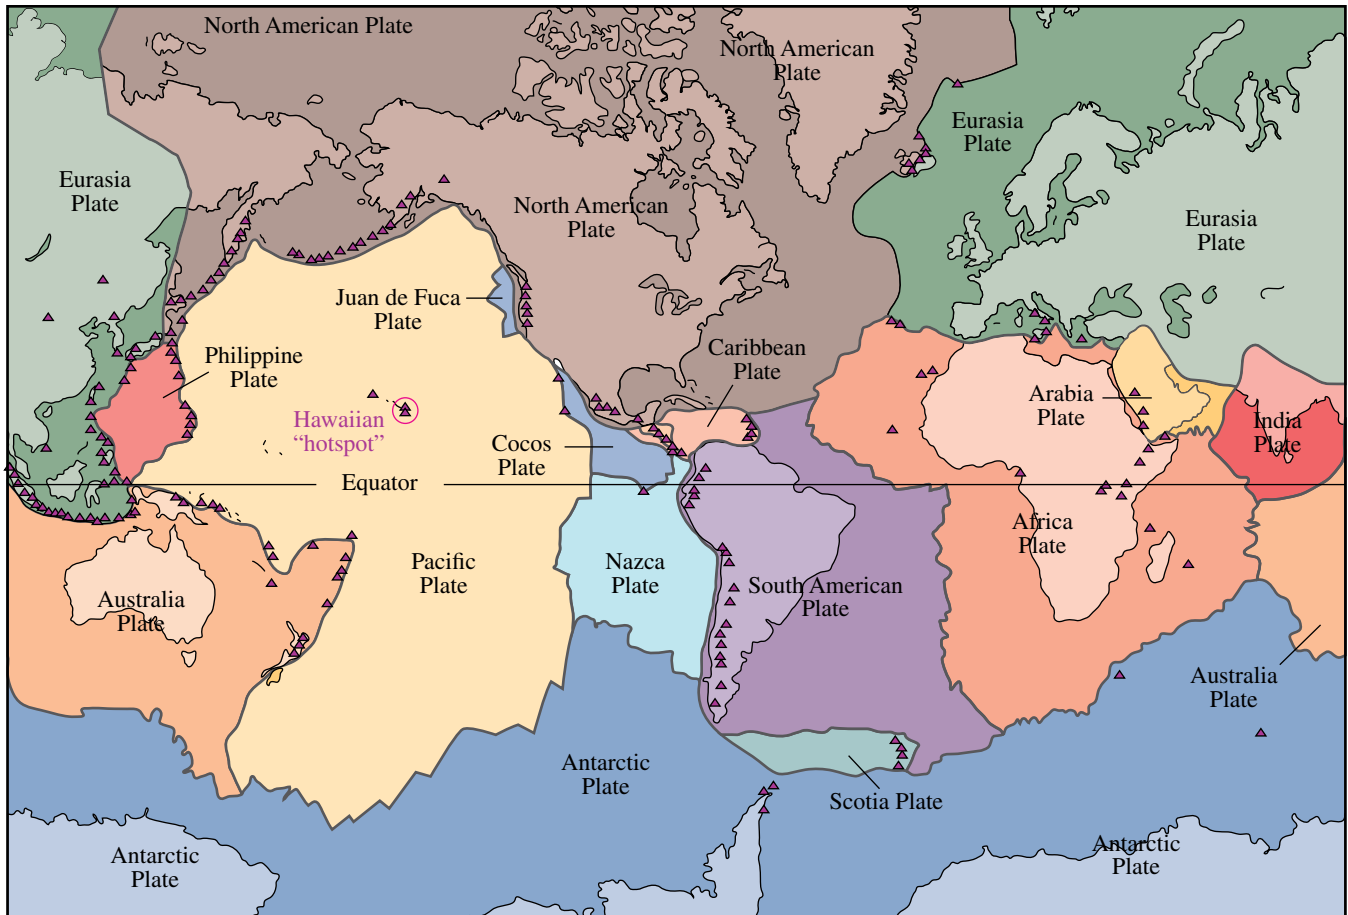 North American Plate
North American
Plate
Eurasia
Plate
Eurasia
Plate
North American
Plate
Eurasia
Plate
Juan de Fuca
Plate
Philippine
Plate
Caribbean
Plate
Arabia
Plate
Hawaiian
“hotspot”
Cocos
Plate
India
Plate
Equator
Africa
Plate
Pacific
Plate
Nazca
Plate
South American
Plate
Australia
Plate
Australia
Plate
Antarctic
Plate
Scotia Plate
Antarctic
Plate
Antarctic
Plate